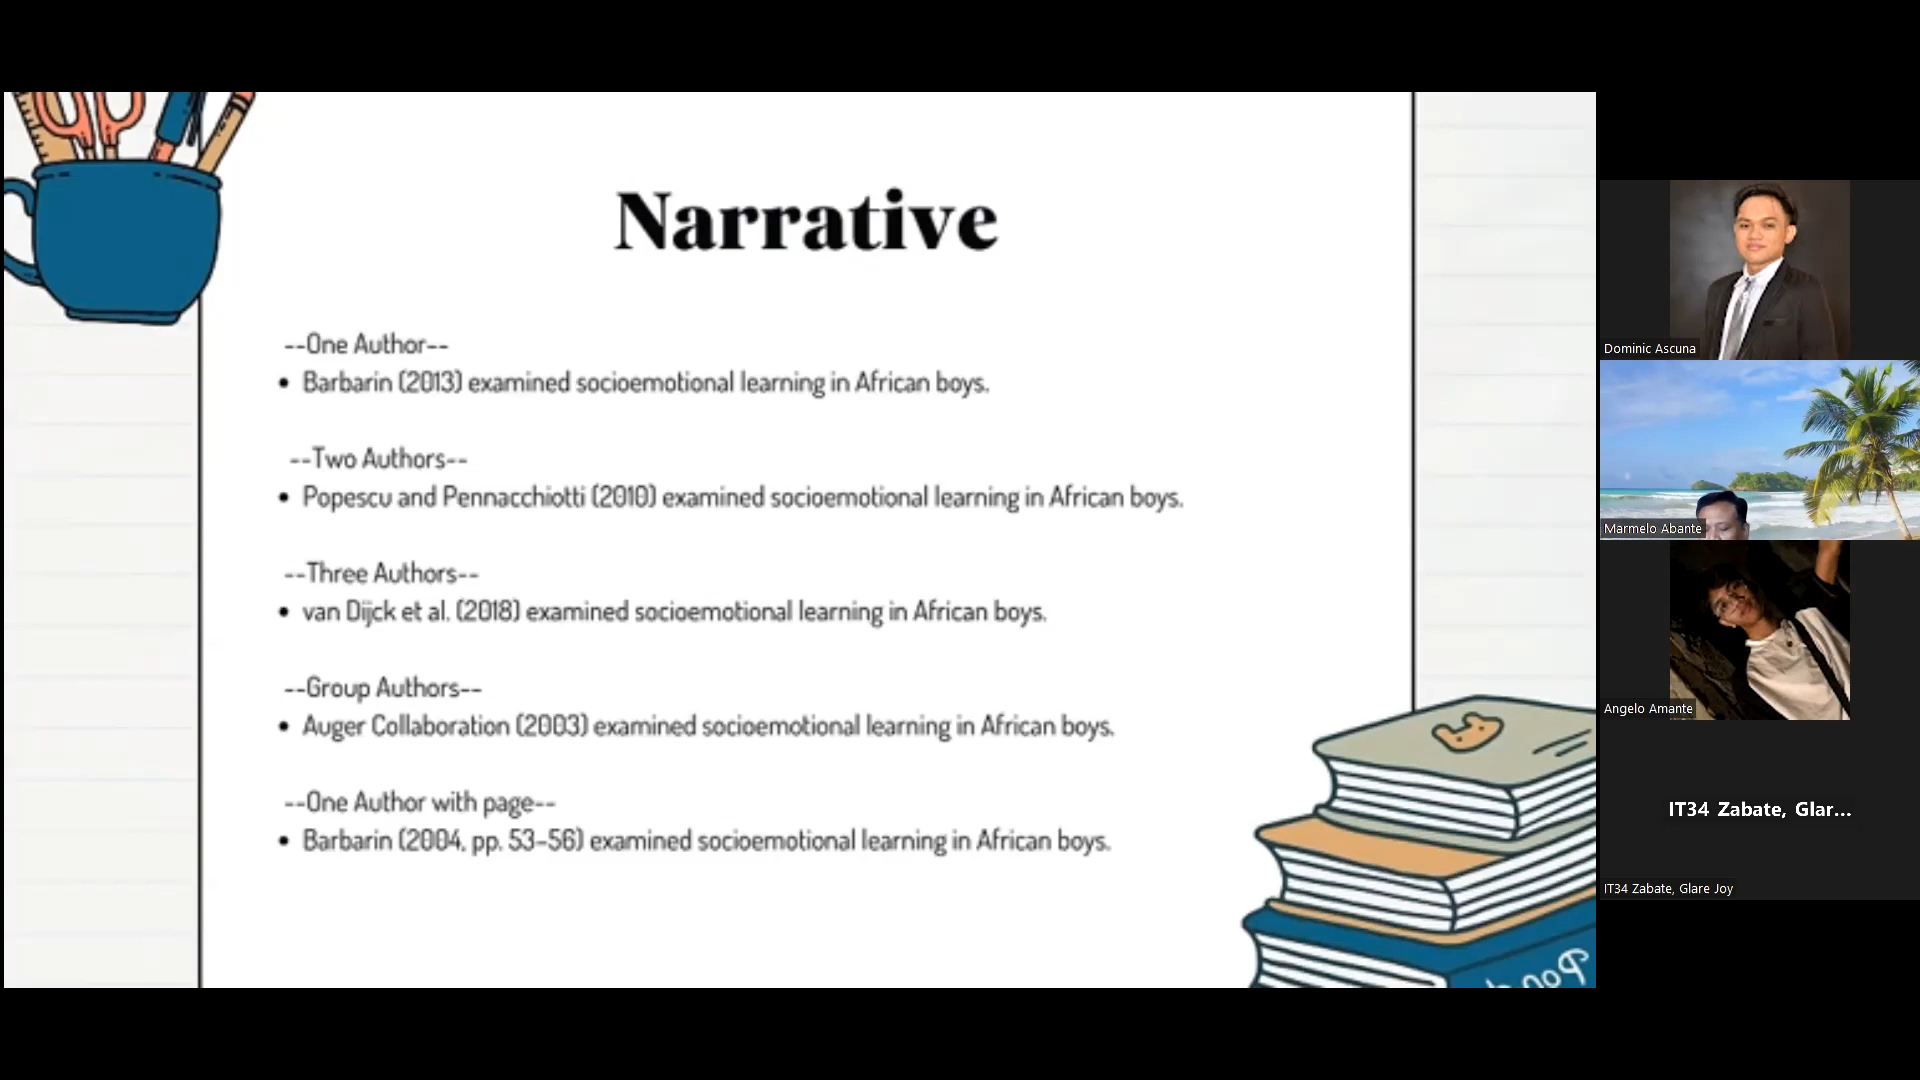 Narrative
--One Author--
• Barbarin (2013) examined socioemotional learning in African boys.
--Two Authors--
• Popescu and Pennacchiotti (2010) examined socioemotional learning in African boys.
--Three Authors--
• van Dijck et al. (2018) examined socioemotional learning in African boys.
--Group Authors--
• Auger Collaboration (2003) examined socioemotional learning in African boys.
--One Author with page--
• Barbarin (2004, pp. 53-56) examined socioemotional learning in African boys.
Dominic Ascuna
Marmelo Abante
Angelo Amante
IT34 Zabate, Glar...
IT34 Zabate, Glare Joy